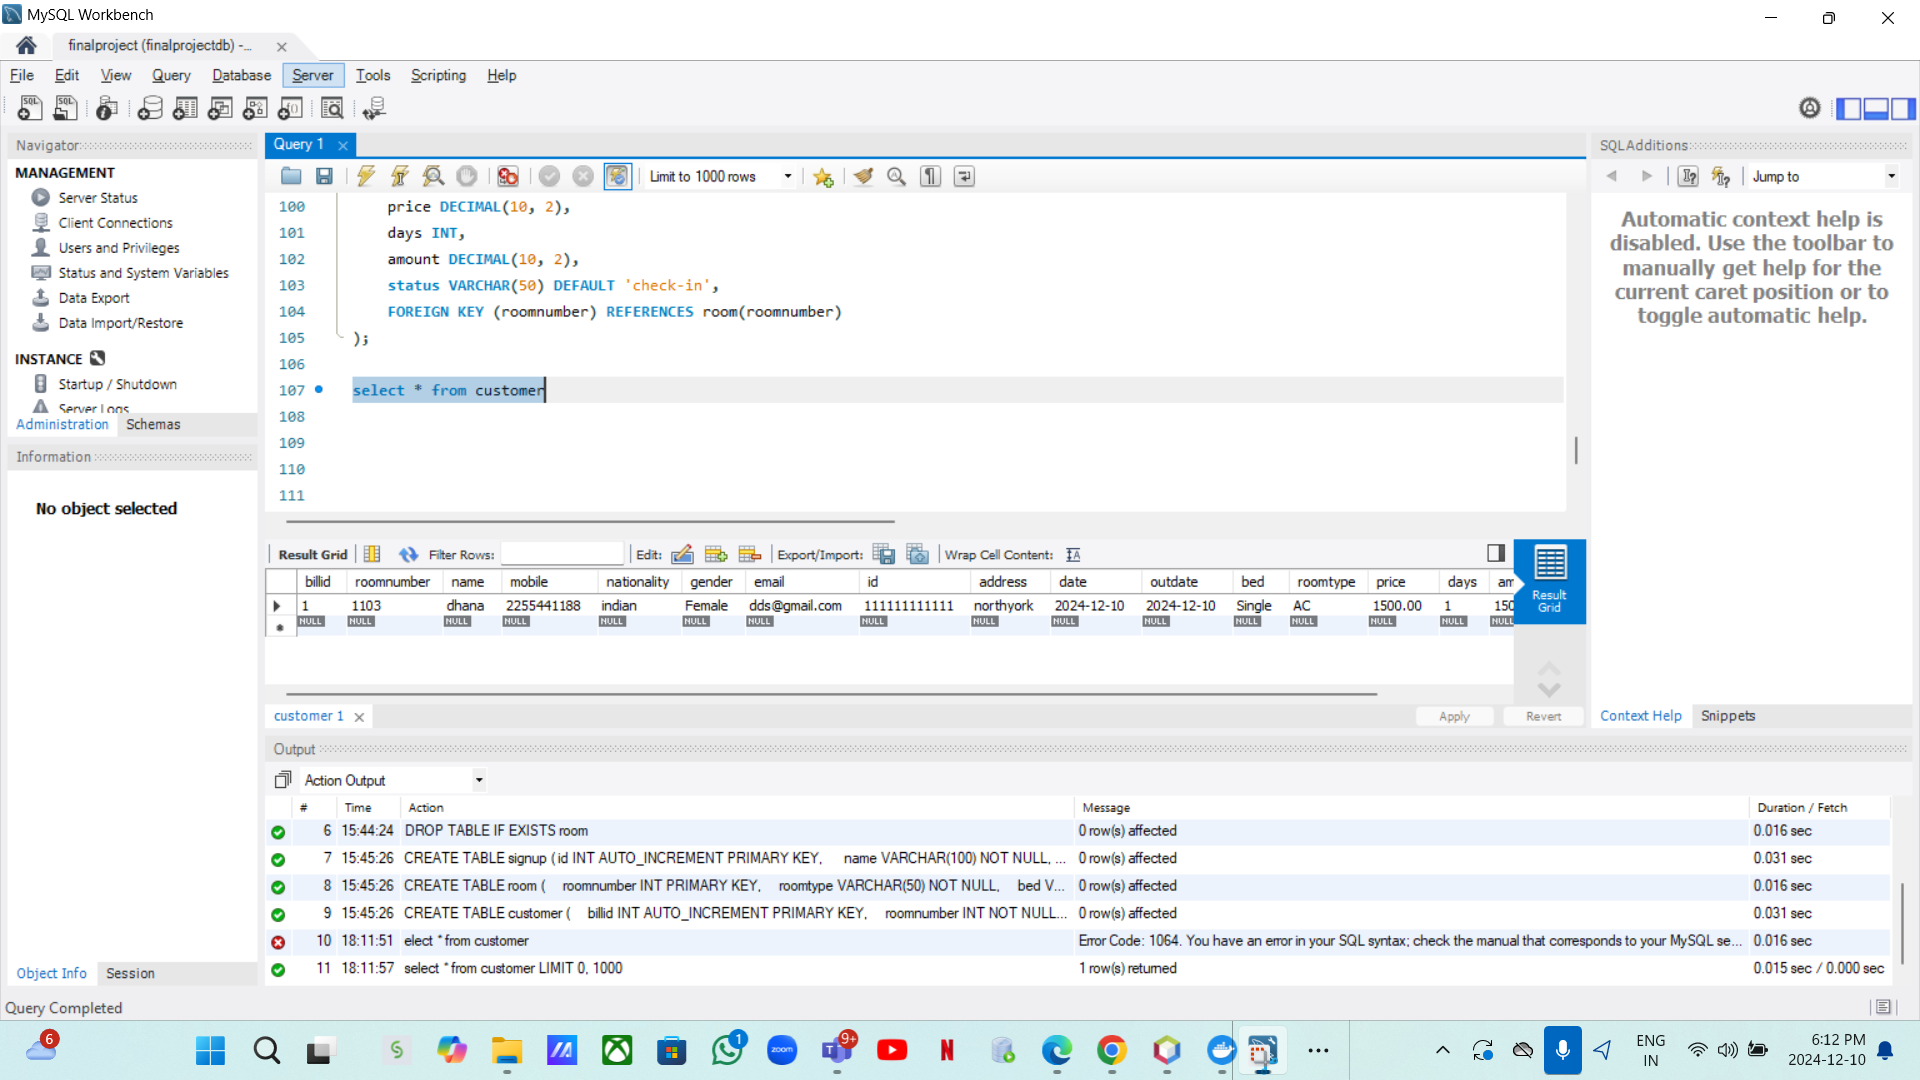 MySQL Workbench
finalproject (finalprojectdb) -...
File Edit View Query Database Server Tools Scripting Help
Navigator
MANAGEMENT
Server Status
Client Connections
Users and Privileges
Status and System Variables
Data Export
Data Import/Restore
INSTANCE
Startup / Shutdown
Server Logs
Administration Schemas
Information
No object selected
Object Info Session
Query 1
Limit to 1000 rows
100 price DECIMAL(10, 2),
101 days INT,
102 amount DECIMAL(10, 2),
103 status VARCHAR(50) DEFAULT 'check-in',
104 FOREIGN KEY (roomnumber) REFERENCES room(roomnumber)
105 );
106
107 select * from customer
108
109
110
111
SQLAdditions
Jump to
Automatic context help is
disabled. Use the toolbar to
manually get help for the
current caret position or to
toggle automatic help.
Context Help Snippets
Result Grid Filter Rows: Edit: Export/Import: Wrap Cell Content:
billid roomnumber name mobile nationality gender email id address date outdate bed roomtype price days am
1 1103 dhana 2255441188 indian Female dds@gmail.com 111111111111 northyork 2024-12-10 2024-12-10 Single AC 1500.00 1 150
NULL NULL NULL NULL NULL NULL NULL NULL NULL NULL NULL NULL NULL NULL NULL NULL
Result
Grid
customer 1 Apply Revert
Output
Action Output
# Time Action Message Duration / Fetch
6 15:44:24 DROP TABLE IF EXISTS room 0 row(s) affected 0.016 sec
7 15:45:26 CREATE TABLE signup ( id INT AUTO_INCREMENT PRIMARY KEY, name VARCHAR(100) NOT NULL, ... 0 row(s) affected 0.031 sec
8 15:45:26 CREATE TABLE room ( roomnumber INT PRIMARY KEY, roomtype VARCHAR(50) NOT NULL, bed V... 0 row(s) affected 0.016 sec
9 15:45:26 CREATE TABLE customer ( billid INT AUTO_INCREMENT PRIMARY KEY, roomnumber INT NOT NULL... 0 row(s) affected 0.031 sec
10 18:11:51 elect * from customer Error Code: 1064. You have an error in your SQL syntax; check the manual that corresponds to your MySQL se... 0.016 sec
11 18:11:57 select * from customer LIMIT 0, 1000 1 row(s) returned 0.015 sec / 0.000 sec
Query Completed
6
1
zoom
9+
ENG
IN
6:12 PM
2024-12-10